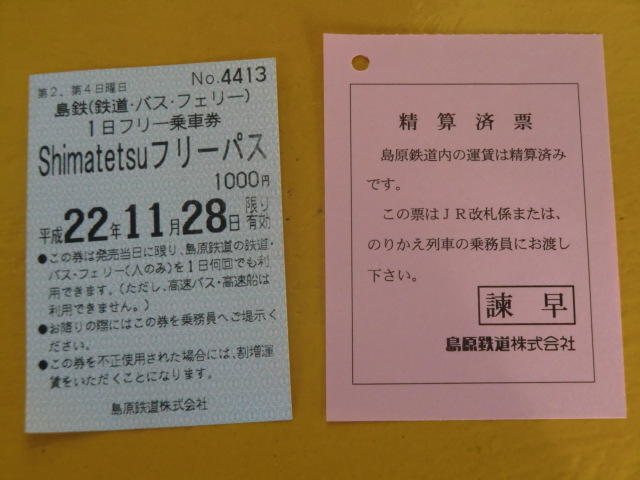 第2、第4日曜日
No.4413
島鉄(鉄道・バス・フェリー)
1日フリー乗車券
Shimatetsuフリーパス
1000円
平成22年11月28日限り有効
●この券は発売当日に限り、島原鉄道の鉄道・
バス・フェリー(人のみ)を1日何回でも利
用できます。(ただし、高速バス・高速船は
利用できません。)
●お降りの際にはこの券を乗務員へご提示く
ださい。
●この券を不正使用された場合には、割増運
賃をいただくことになります。
島原鉄道株式会社
精算済票
島原鉄道内の運賃は精算済み
です。
この票はJR改札係または、
のりかえ列車の乗務員にお渡し
下さい。
諫早
島原鉄道株式会社